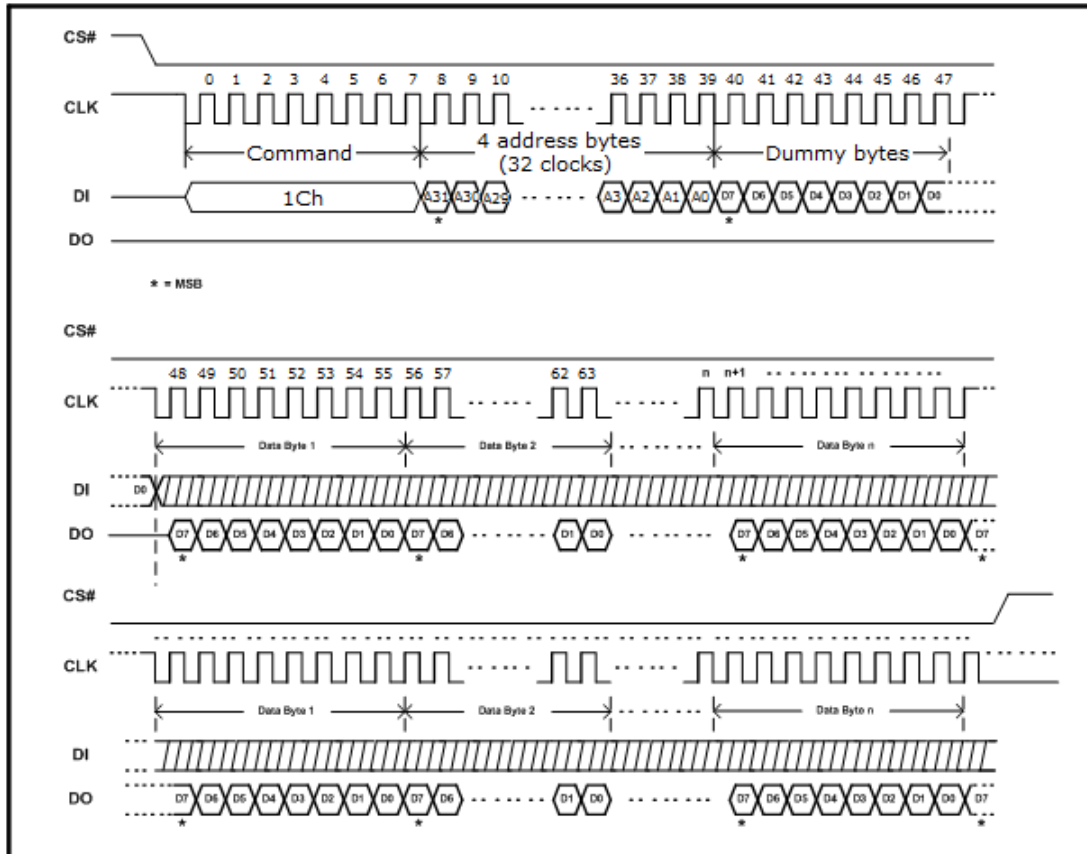 CS#
0 1 2 3 4 5 6 7 8 9 10 36 37 38 39 40 41 42 43 44 45 46 47
CLK
Command 4 address bytes Dummy bytes
(32 clocks)
DI 1Ch A31 A30 A29 A3 A2 A1 A0 D7 D6 D5 D4 D3 D2 D1 D0
* *
DO
* = MSB
CS#
48 49 50 51 52 53 54 55 56 57 62 63 n n+1
CLK
Data Byte 1 Data Byte 2 Data Byte n
DI D0
DO D7 D6 D5 D4 D3 D2 D1 D0 D7 D6 D1 D0 D7 D6 D5 D4 D3 D2 D1 D0 D7
* * * *
CS#
CLK
Data Byte 1 Data Byte 2 Data Byte n
DI
DO D7 D6 D5 D4 D3 D2 D1 D0 D7 D6 D1 D0 D7 D6 D5 D4 D3 D2 D1 D0 D7
* * * *